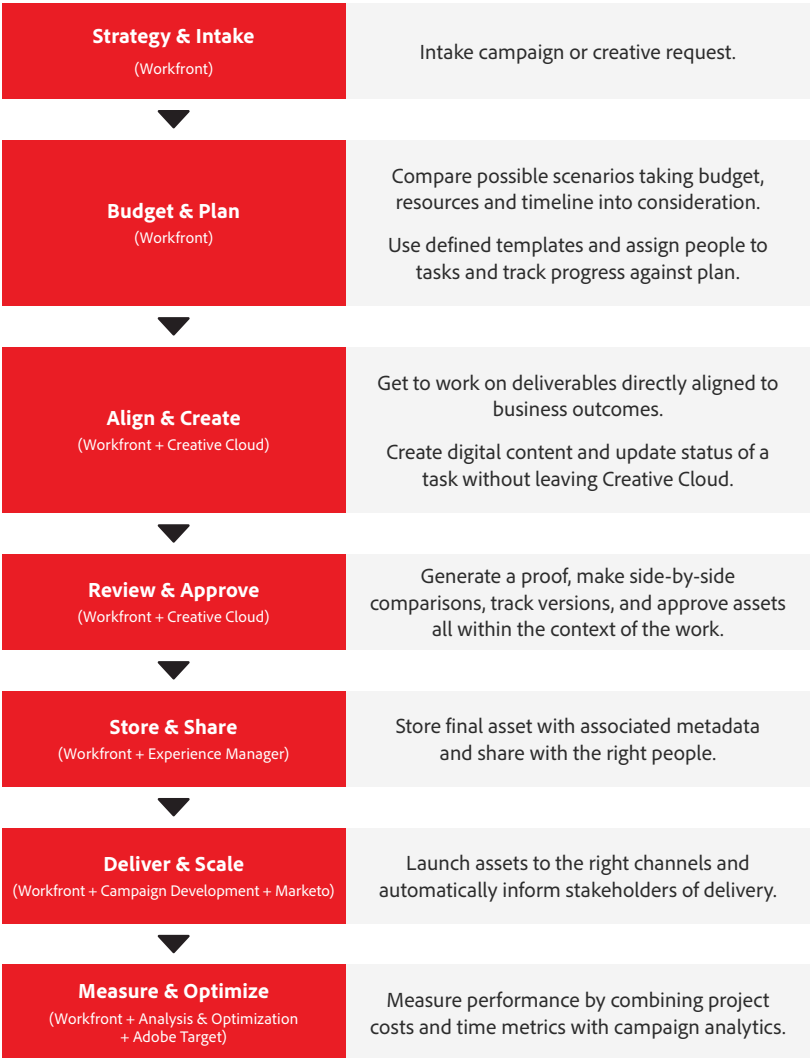 Strategy & Intake
(Workfront)
Intake campaign or creative request.
Budget & Plan
(Workfront)
Compare possible scenarios taking budget,
resources and timeline into consideration.
Use defined templates and assign people to
tasks and track progress against plan.
Align & Create
(Workfront + Creative Cloud)
Get to work on deliverables directly aligned to
business outcomes.
Create digital content and update status of a
task without leaving Creative Cloud.
Review & Approve
(Workfront + Creative Cloud)
Generate a proof, make side-by-side
comparisons, track versions, and approve assets
all within the context of the work.
Store & Share
(Workfront + Experience Manager)
Store final asset with associated metadata
and share with the right people.
Deliver & Scale
(Workfront + Campaign Development + Marketo)
Launch assets to the right channels and
automatically inform stakeholders of delivery.
Measure & Optimize
(Workfront + Analysis & Optimization
+ Adobe Target)
Measure performance by combining project
costs and time metrics with campaign analytics.